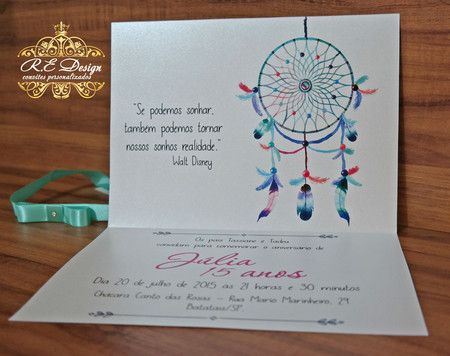 R.E Design
convites personalizados
"Se podemos sonhar,
também podemos tornar
nossos sonhos realidade."
Walt Disney
Os pais Tassiane e Tadeu
convidam para comemorar o aniversário de
Júlia
15 anos
Dia 20 de julho de 2015 às 21 e 30 minutos
Chácara Canto das Rosas - Rua Mario Marinheiro, 29.
Batatais/SP